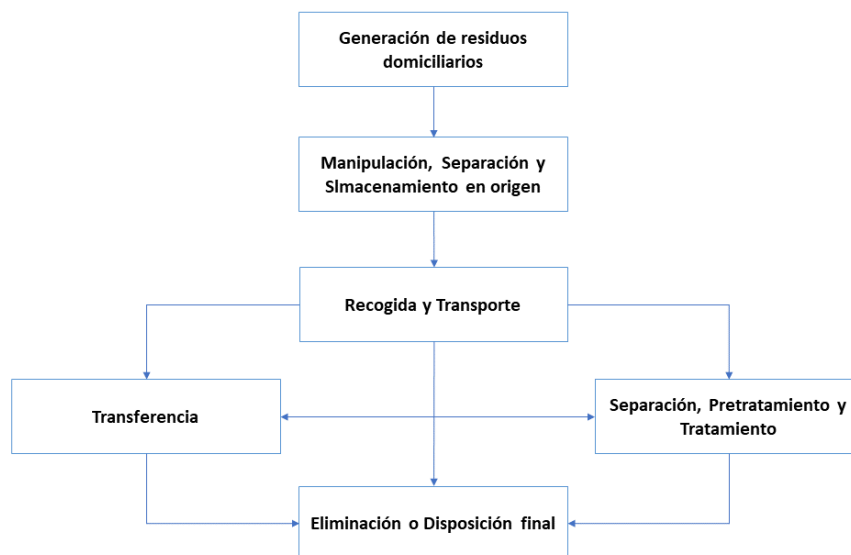 Generación de residuos
domiciliarios
Manipulación, Separación y
Slmacenamiento en origen
Recogida y Transporte
Transferencia
Separación, Pretratamiento y
Tratamiento
Eliminación o Disposición final